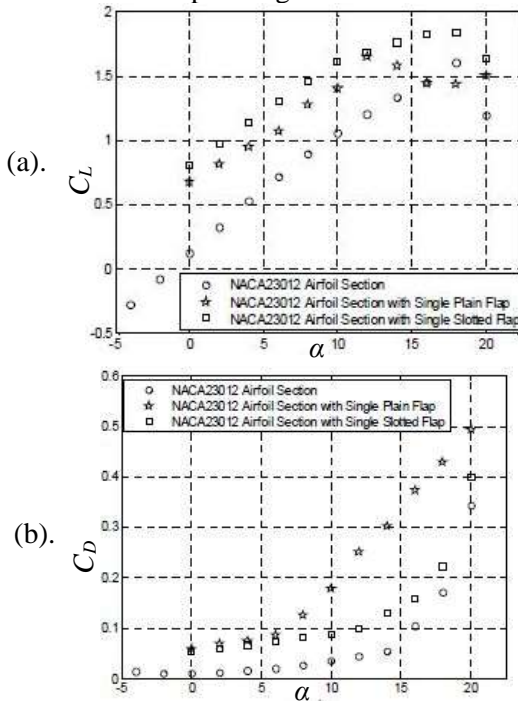 2
1.5
1
(a).
C_L
0.5
0
NACA23012 Airfoil Section
NACA23012 Airfoil Section with Single Plain Flap
NACA23012 Airfoil Section with Single Slotted Flap
-0.5
-5 0 5 10 15 20
α
0.6
NACA23012 Airfoil Section
NACA23012 Airfoil Section with Single Plain Flap
NACA23012 Airfoil Section with Single Slotted Flap
0.5
0.4
(b).
C_D
0.3
0.2
0.1
0
-5 0 5 10 15 20
α